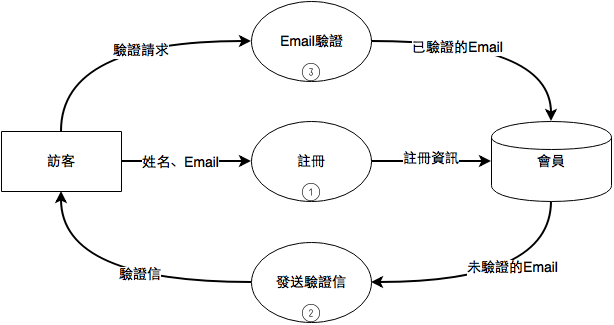 Email驗證
③
驗證請求
已驗證的Email
訪客
姓名、Email
註冊
①
註冊資訊
會員
驗證信
發送驗證信
②
未驗證的Email